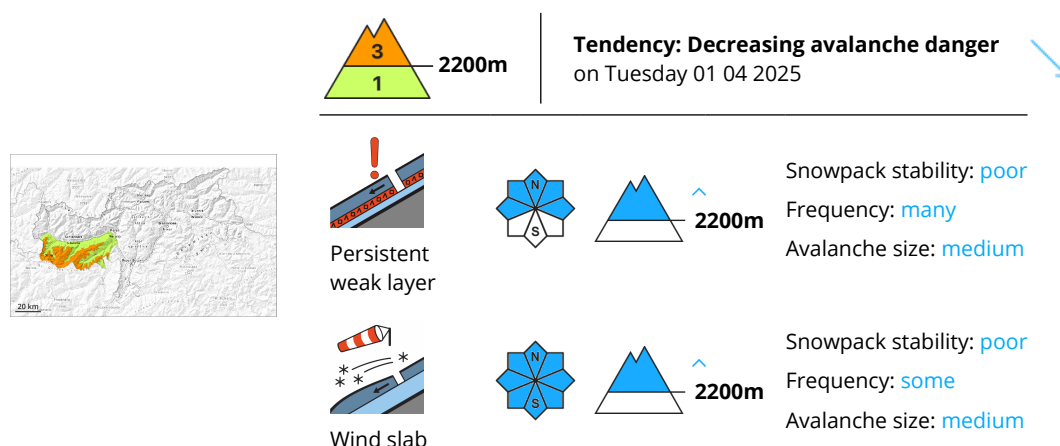 3
1
2200m
Tendency: Decreasing avalanche danger
on Tuesday 01 04 2025
20 km
N
S
2200m
Persistent
weak layer
Snowpack stability: poor
Frequency: many
Avalanche size: medium
N
S
2200m
Wind slab
Snowpack stability: poor
Frequency: some
Avalanche size: medium